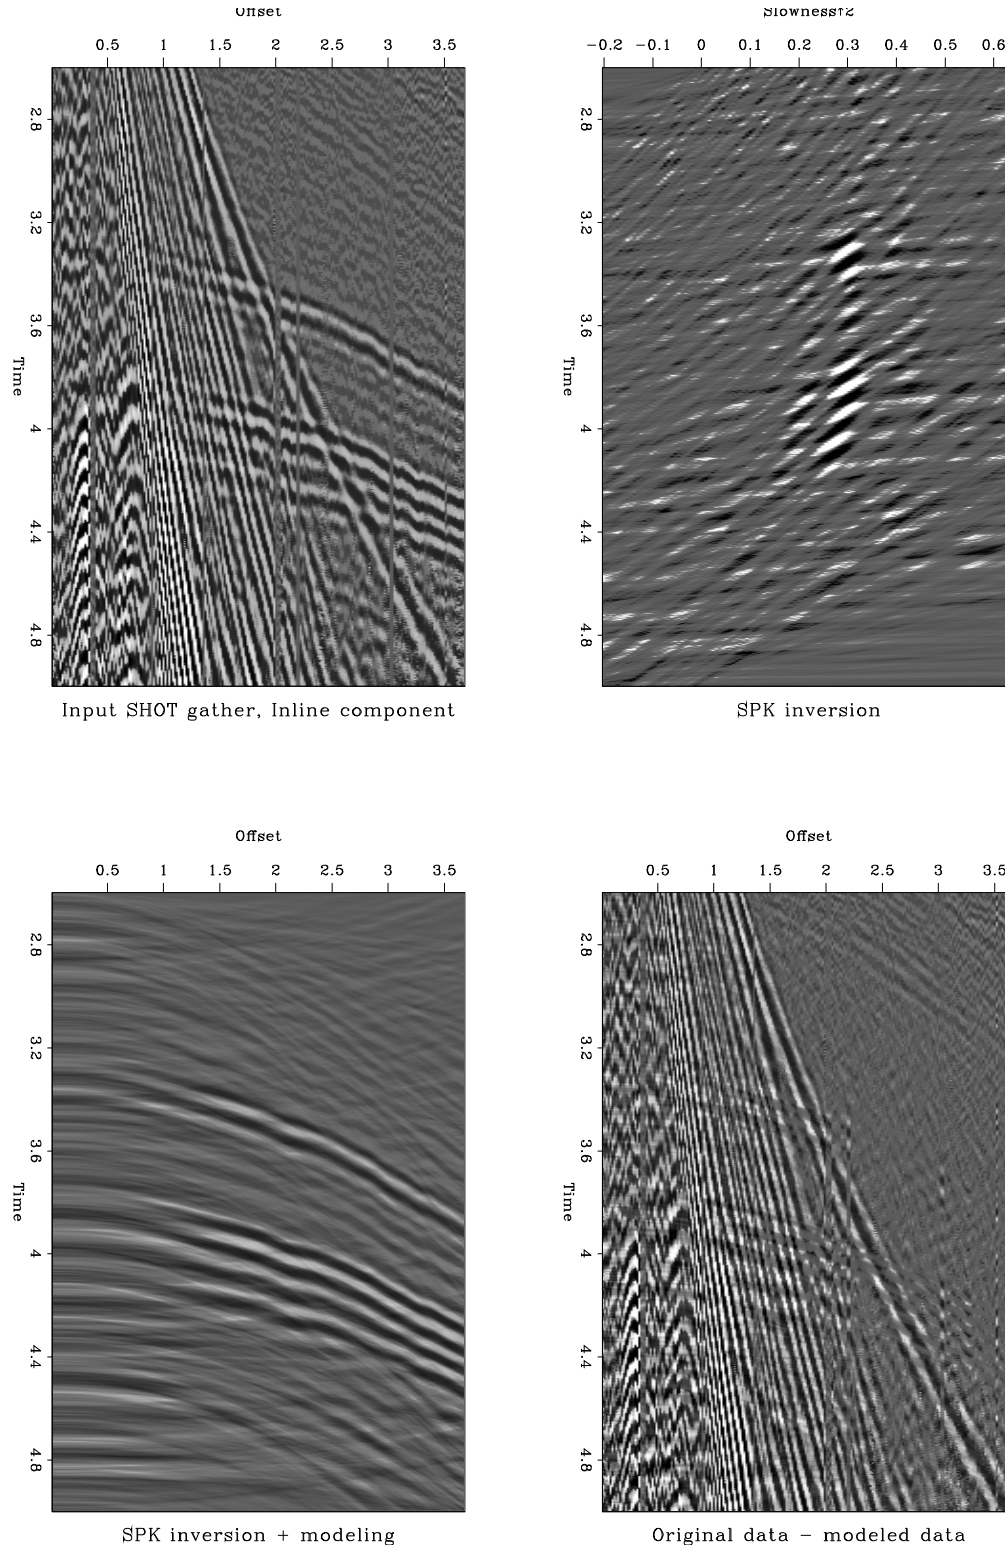 Offset
0.5 1 1.5 2 2.5 3 3.5
2.8
3.2
3.6
Time
4
4.4
4.8
Input SHOT gather, Inline component
Slowness↑2
−0.2 −0.1 0 0.1 0.2 0.3 0.4 0.5 0.6
2.8
3.2
3.6
Time
4
4.4
4.8
SPK inversion
Offset
0.5 1 1.5 2 2.5 3 3.5
2.8
3.2
3.6
Time
4
4.4
4.8
SPK inversion + modeling
Offset
0.5 1 1.5 2 2.5 3 3.5
2.8
3.2
3.6
Time
4
4.4
4.8
Original data − modeled data